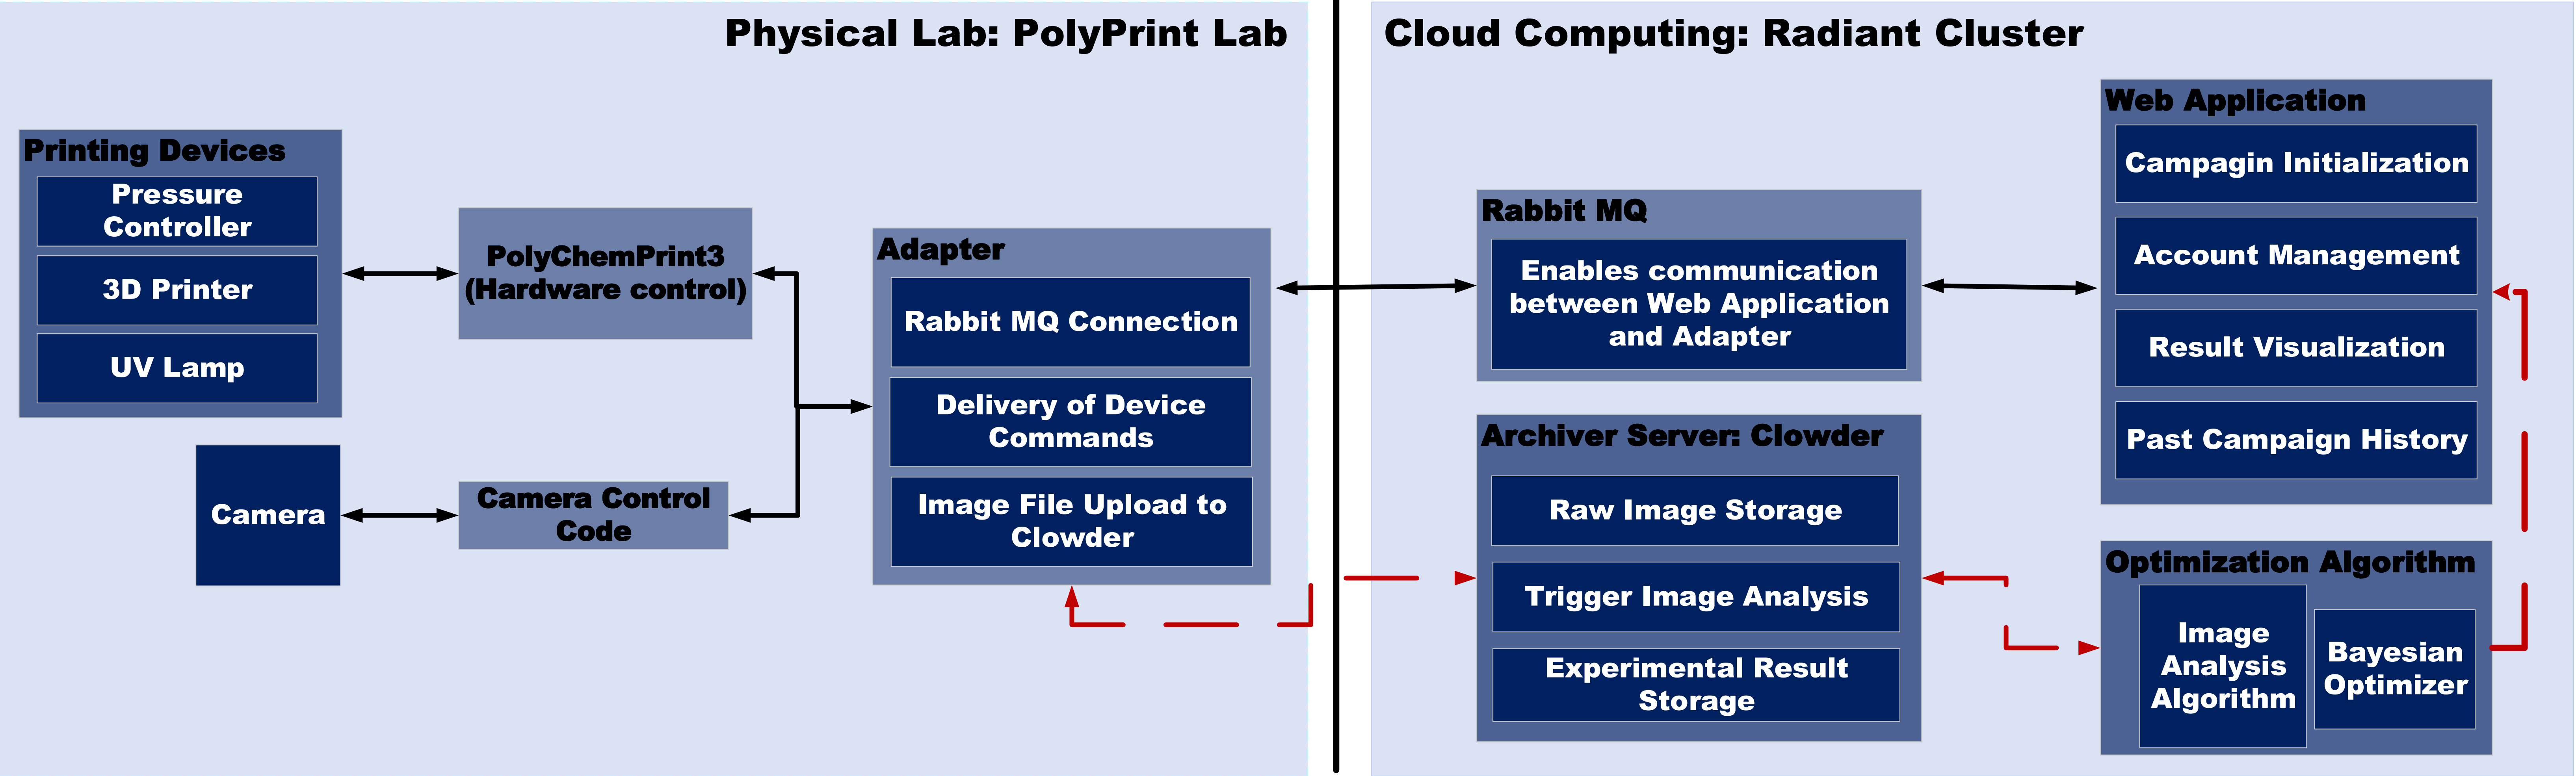 Physical Lab: PolyPrint Lab
Printing Devices
Pressure
Controller
3D Printer
UV Lamp
PolyChemPrint3
(Hardware control)
Camera
Camera Control
Code
Adapter
Rabbit MQ Connection
Delivery of Device
Commands
Image File Upload to
Clowder
Cloud Computing: Radiant Cluster
Rabbit MQ
Enables communication
between Web Application
and Adapter
Archiver Server: Clowder
Raw Image Storage
Trigger Image Analysis
Experimental Result
Storage
Web Application
Campagin Initialization
Account Management
Result Visualization
Past Campaign History
Optimization Algorithm
Image
Analysis
Algorithm
Bayesian
Optimizer